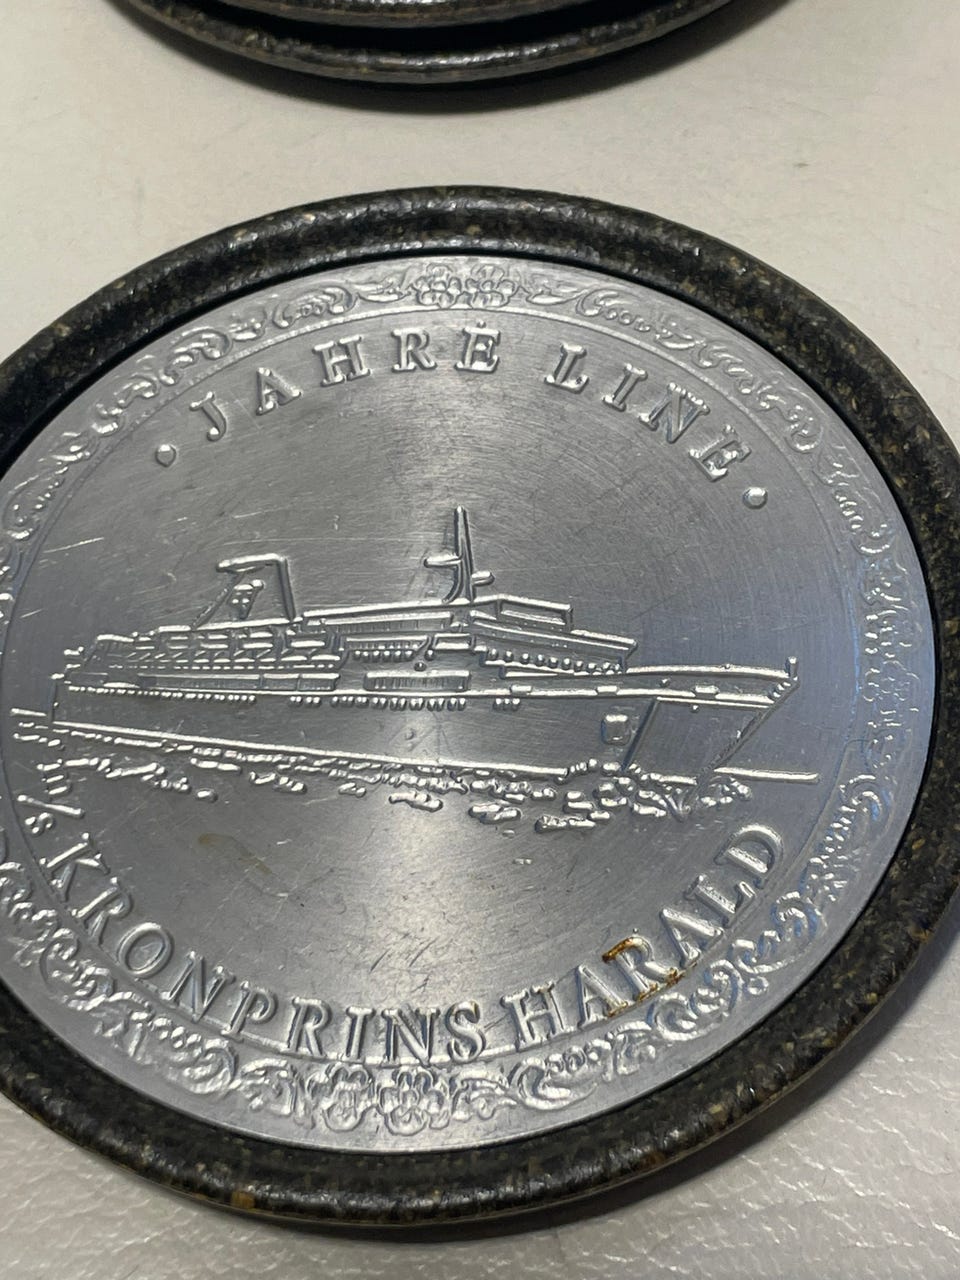 · JAHRE LINE ·
m/s KRONPRINS HARALD